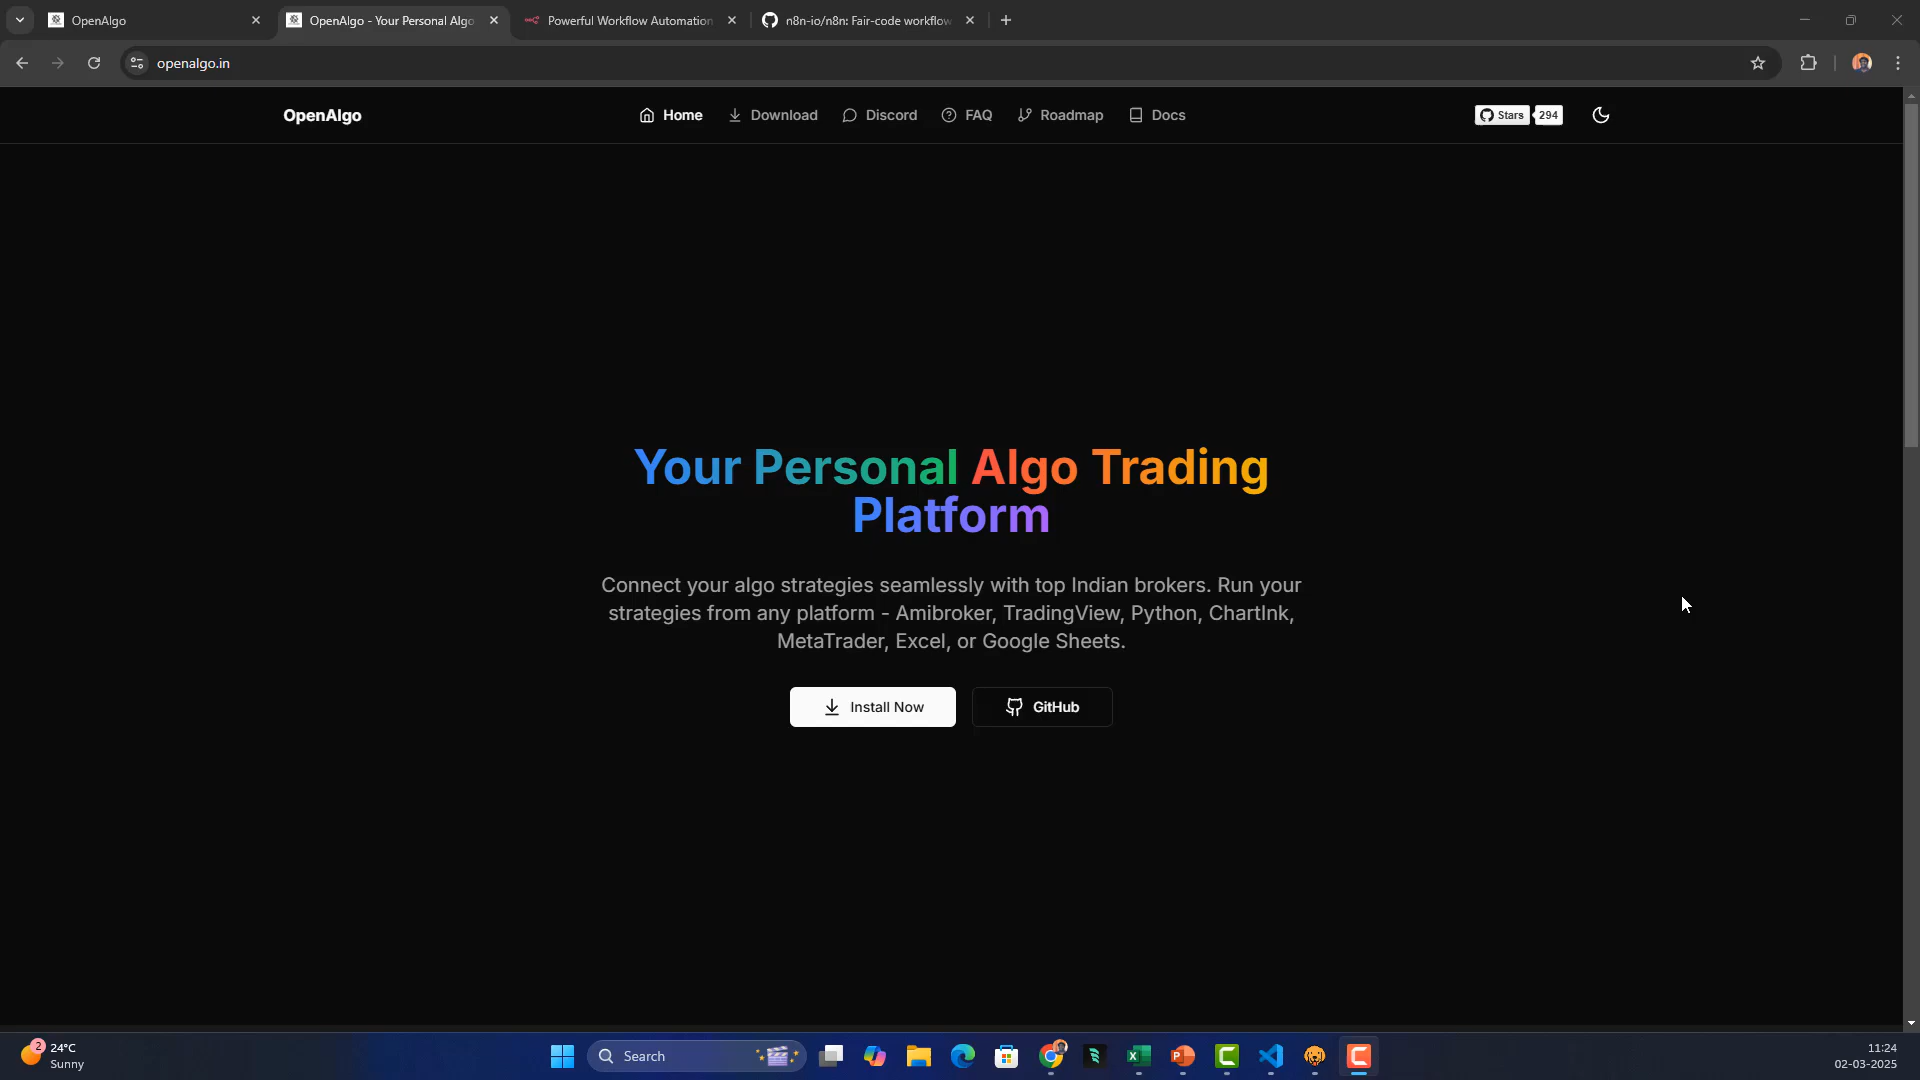 OpenAlgo
OpenAlgo - Your Personal Algo
Powerful Workflow Automation
n8n-io/n8n: Fair-code workflow
openalgo.in
OpenAlgo
Home
Download
Discord
FAQ
Roadmap
Docs
Stars
294
Your Personal Algo Trading
Platform
Connect your algo strategies seamlessly with top Indian brokers. Run your
strategies from any platform - Amibroker, TradingView, Python, ChartInk,
MetaTrader, Excel, or Google Sheets.
Install Now
GitHub
2
24°C
Sunny
Search
11:24
02-03-2025